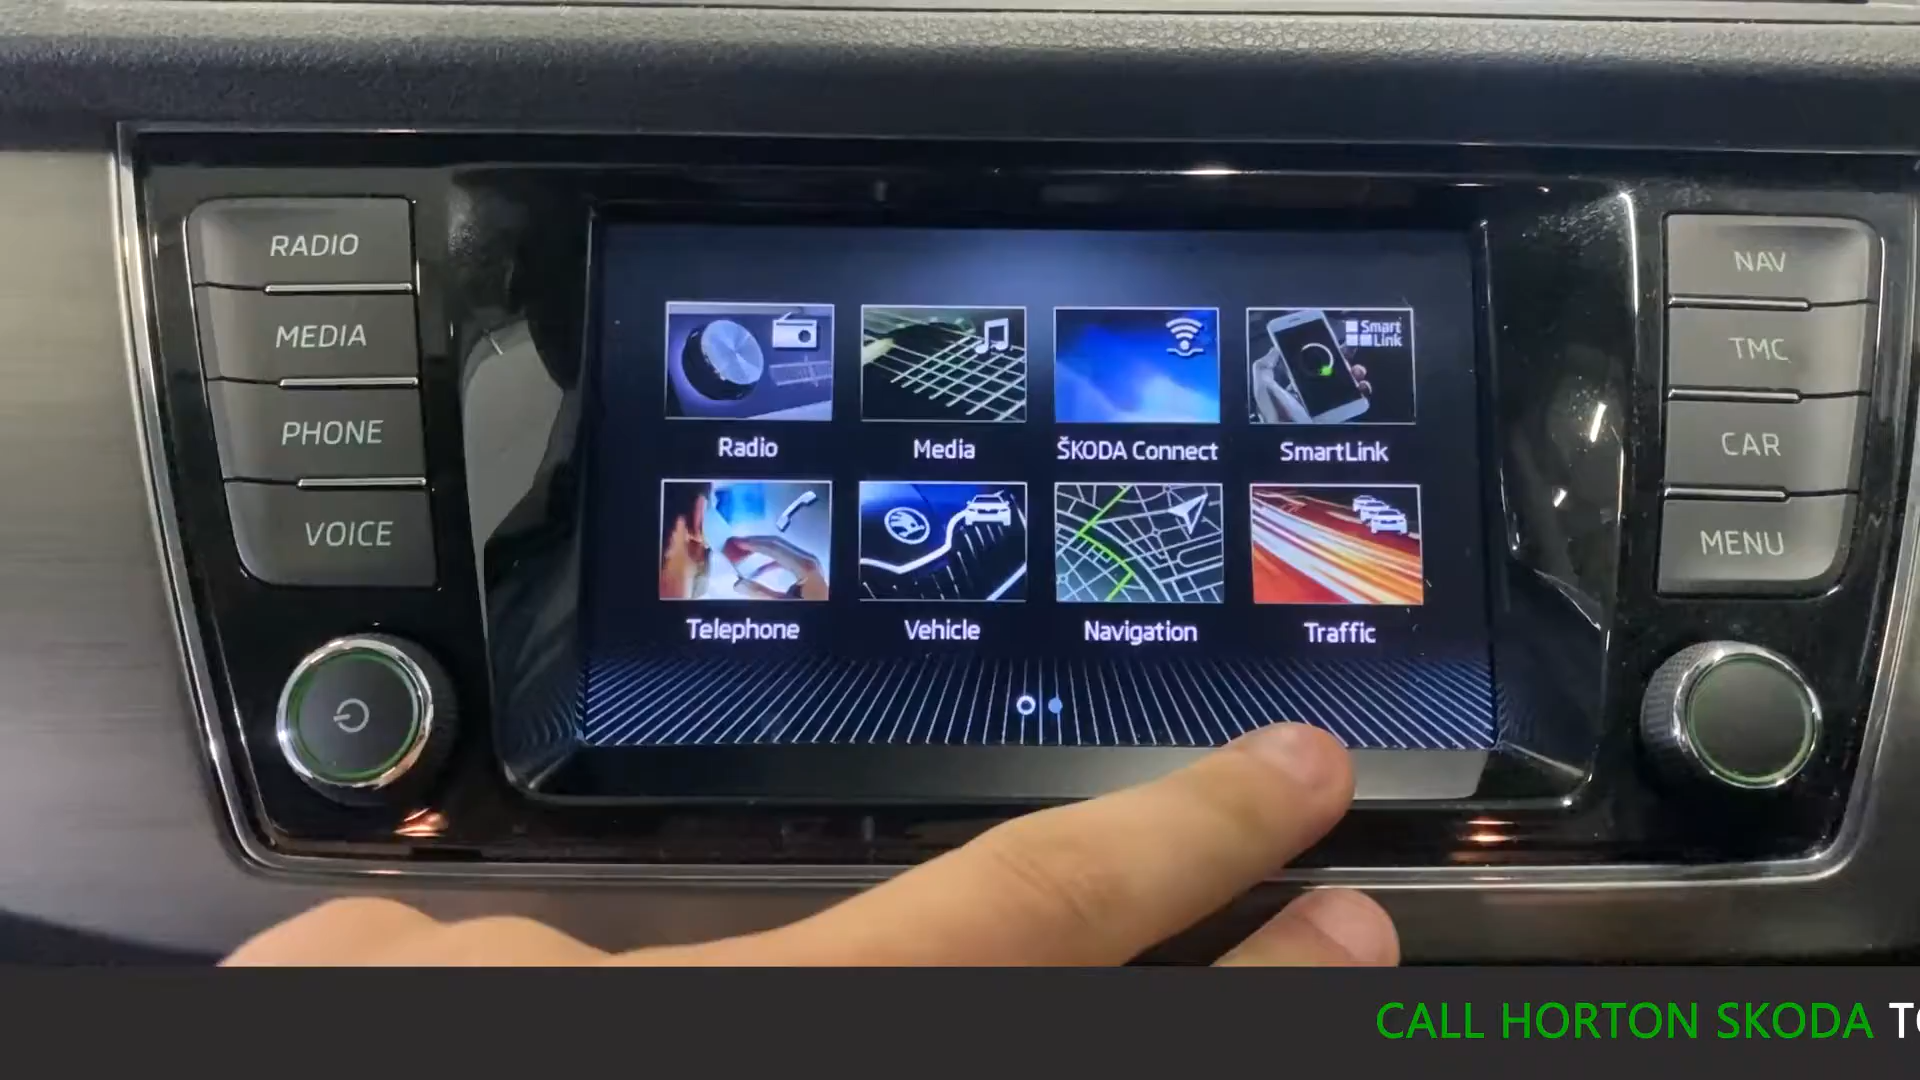 RADIO
MEDIA
PHONE
VOICE
Smart
Link
Radio
Media
ŠKODA Connect
SmartLink
Telephone
Vehicle
Navigation
Traffic
NAV
TMC
CAR
MENU
CALL HORTON SKODA